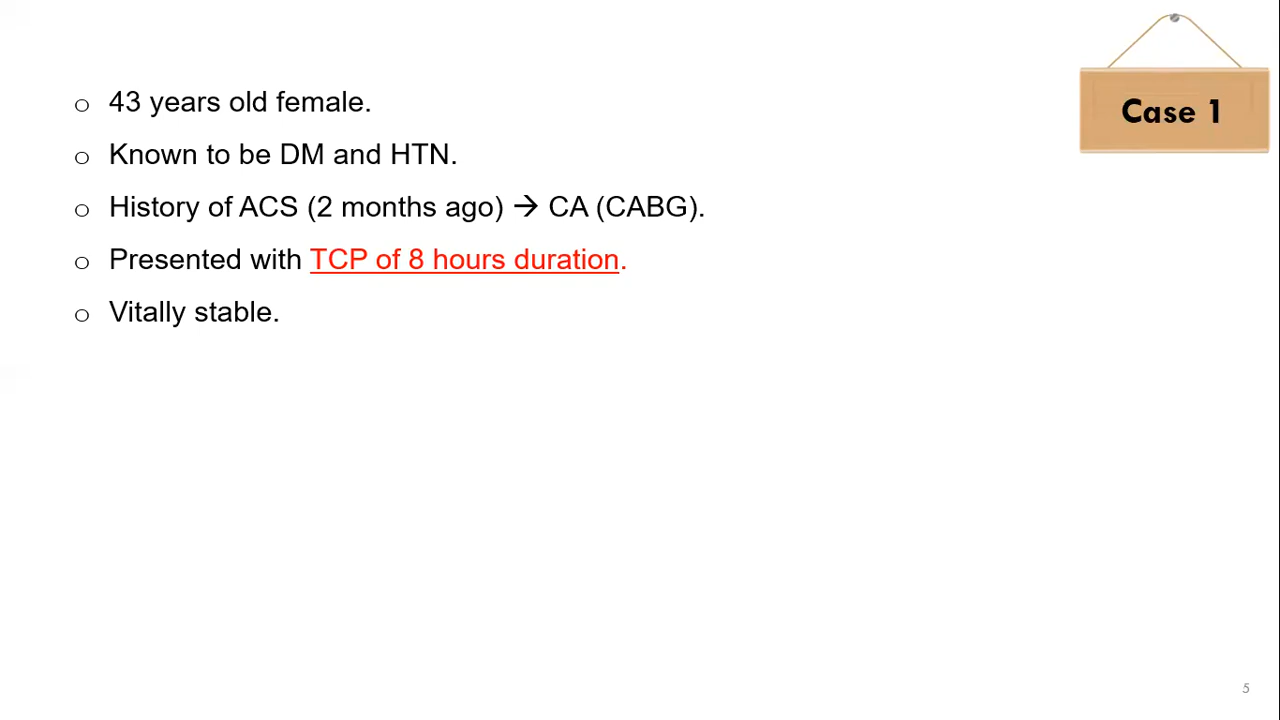 Case 1
o 43 years old female.
o Known to be DM and HTN.
o History of ACS (2 months ago) → CA (CABG).
o Presented with TCP of 8 hours duration.
o Vitally stable.
5